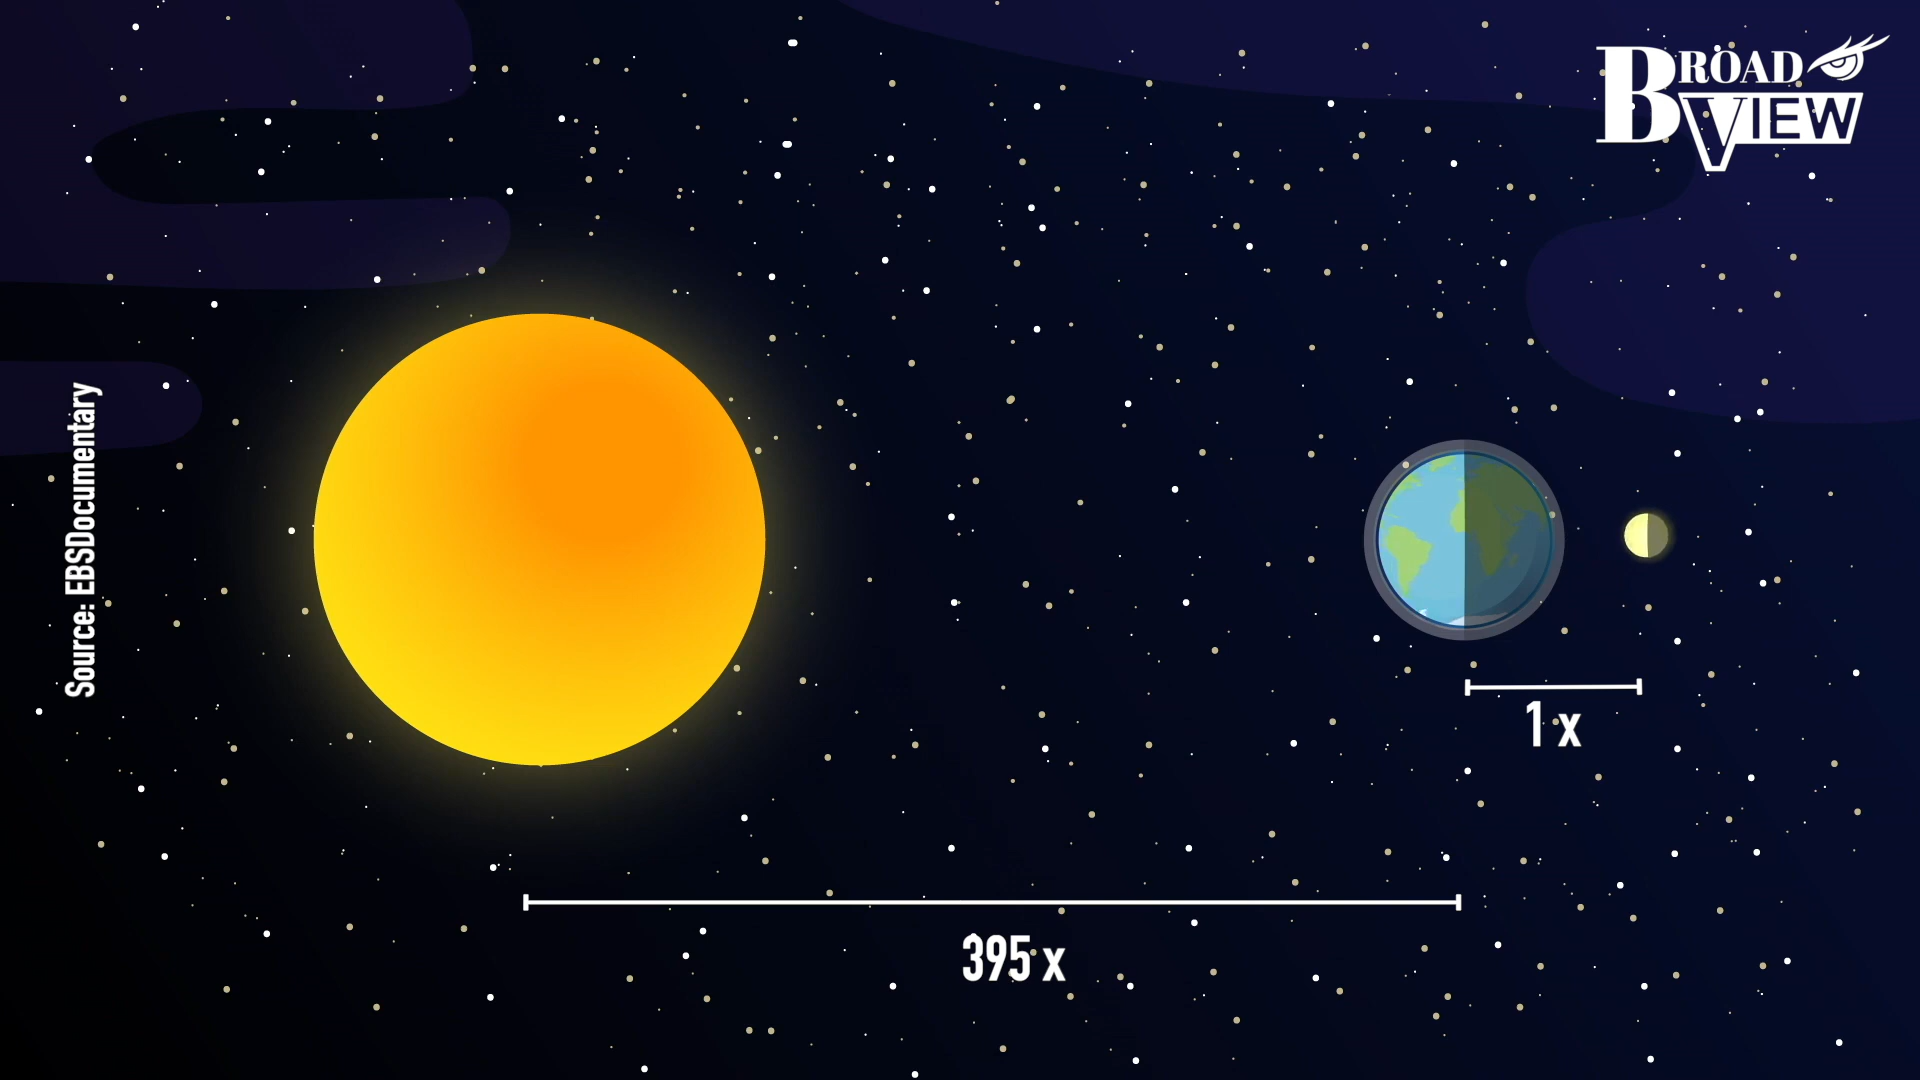 BROAD
VIEW
Source: EBSDocumentary
1 x
395 x